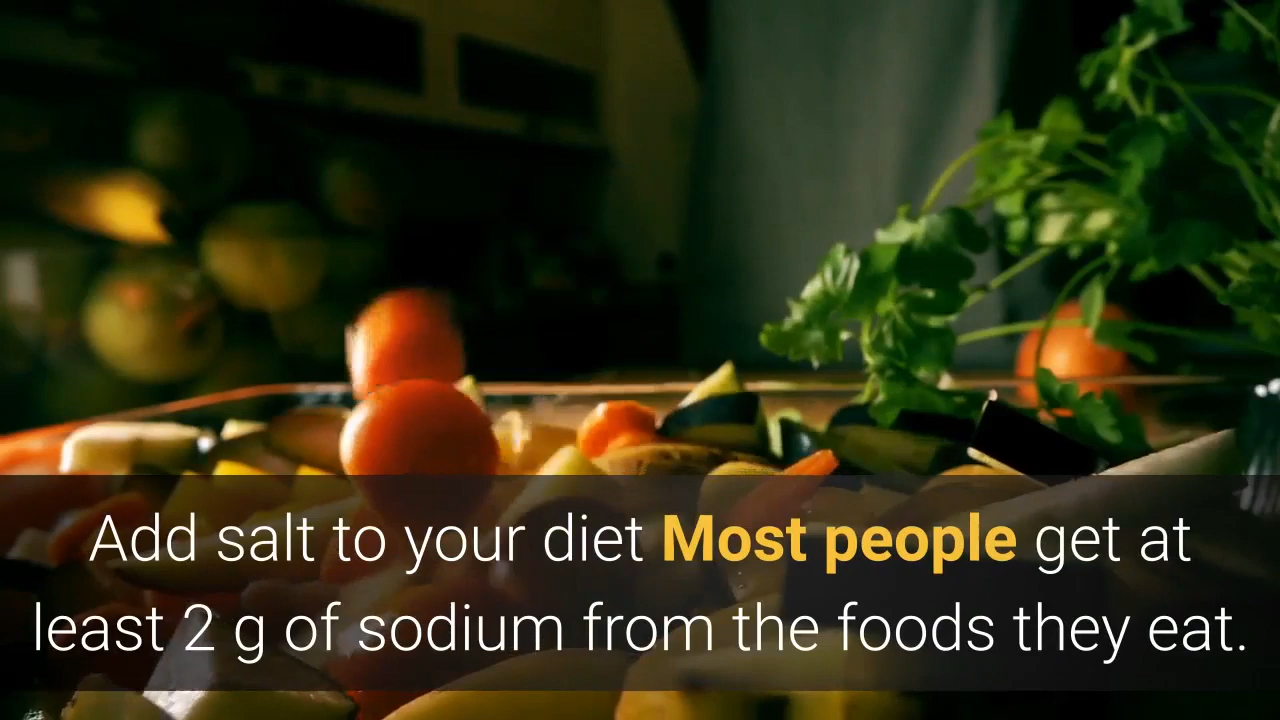 Add salt to your diet Most people get at
least 2 g of sodium from the foods they eat.